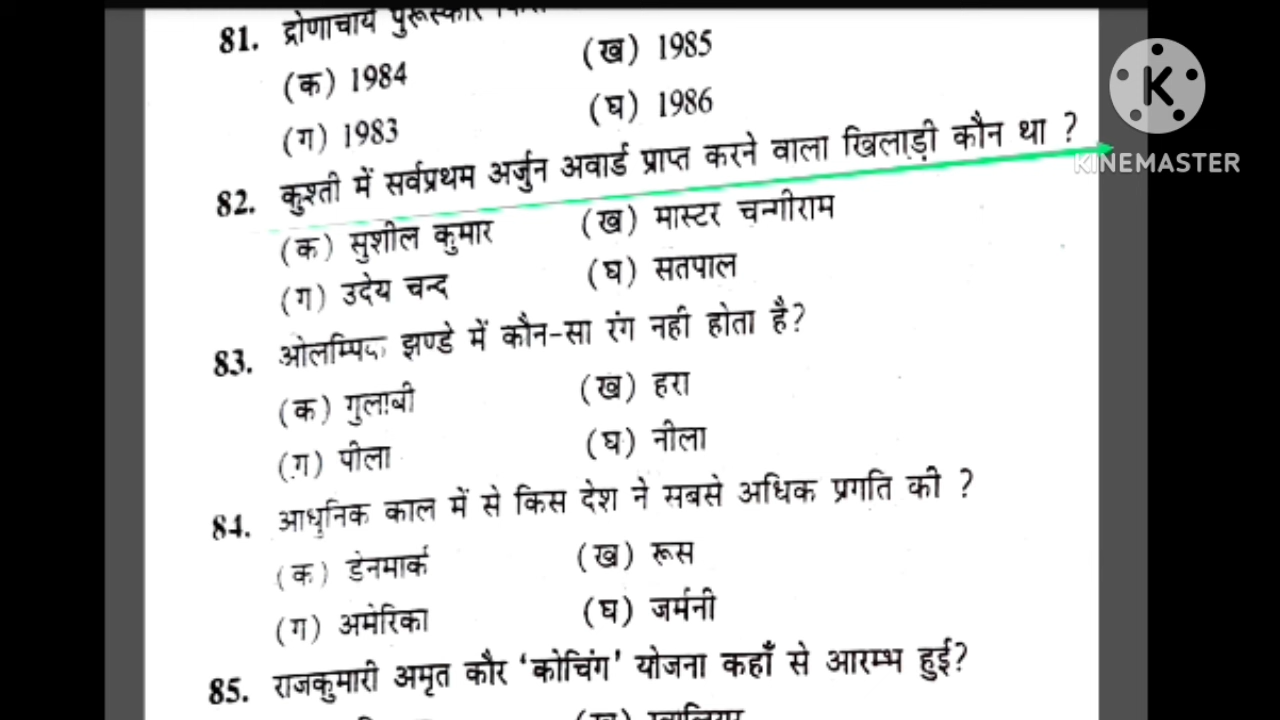 81. द्रोणाचार्य पुरूस्कार
(क) 1984 (ख) 1985
(ग) 1983 (घ) 1986
82. कुश्ती में सर्वप्रथम अर्जुन अवार्ड प्राप्त करने वाला खिलाड़ी कौन था ?
(क) सुशील कुमार (ख) मास्टर चन्गीराम
(ग) उदेय चन्द (घ) सतपाल
83. ओलम्पिक झण्डे में कौन-सा रंग नहीं होता है?
(क) गुलाबी (ख) हरा
(ग) पीला (घ) नीला
84. आधुनिक काल में से किस देश ने सबसे अधिक प्रगति की ?
(क) डेनमार्क (ख) रूस
(ग) अमेरिका (घ) जर्मनी
85. राजकुमारी अमृत कौर ‘कोचिंग’ योजना कहाँ से आरम्भ हुई?
K
KINEMASTER